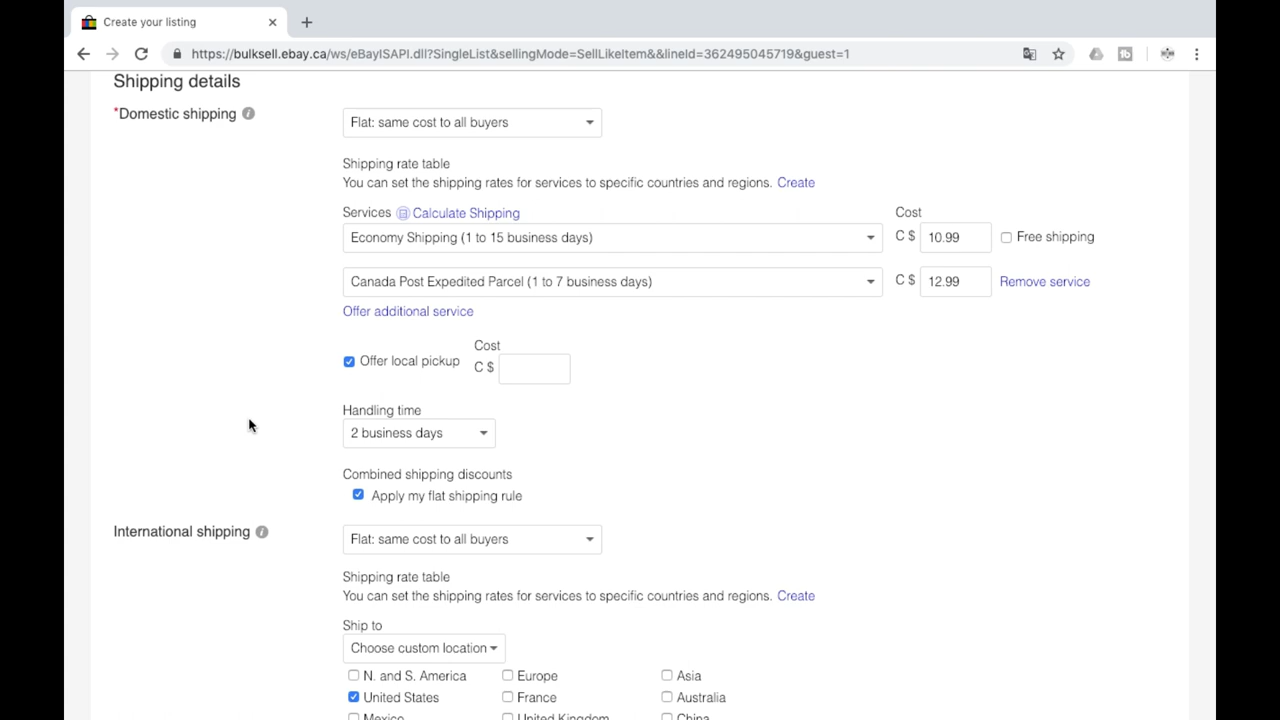 Create your listing
https://bulksell.ebay.ca/ws/eBayISAPI.dll?SingleList&sellingMode=SellLikeItem&&lineId=362495045719&guest=1
Shipping details
*Domestic shipping
Flat: same cost to all buyers
Shipping rate table
You can set the shipping rates for services to specific countries and regions. Create
Services Calculate Shipping Cost
Economy Shipping (1 to 15 business days) C $ 10.99 Free shipping
Canada Post Expedited Parcel (1 to 7 business days) C $ 12.99 Remove service
Offer additional service
Cost
Offer local pickup C $
Handling time
2 business days
Combined shipping discounts
Apply my flat shipping rule
International shipping
Flat: same cost to all buyers
Shipping rate table
You can set the shipping rates for services to specific countries and regions. Create
Ship to
Choose custom location
N. and S. America Europe Asia
United States France Australia
Mexico United Kingdom China